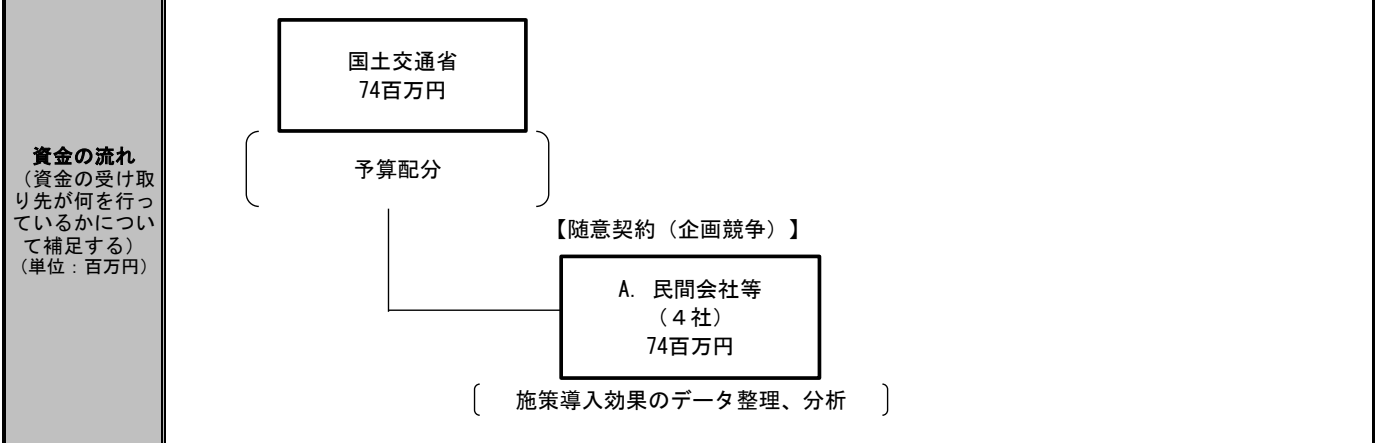 資金の流れ
（資金の受け取
り先が何を行っ
ているかについ
て補足する）
（単位：百万円）
国土交通省
74百万円
予算配分
【随意契約（企画競争）】
A. 民間会社等
（４社）
74百万円
施策導入効果のデータ整理、分析